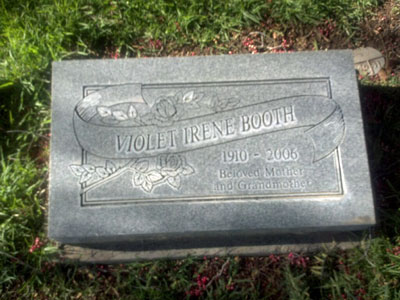 VIOLET IRENE BOOTH
1910 - 2006
Beloved Mother
and Grandmother